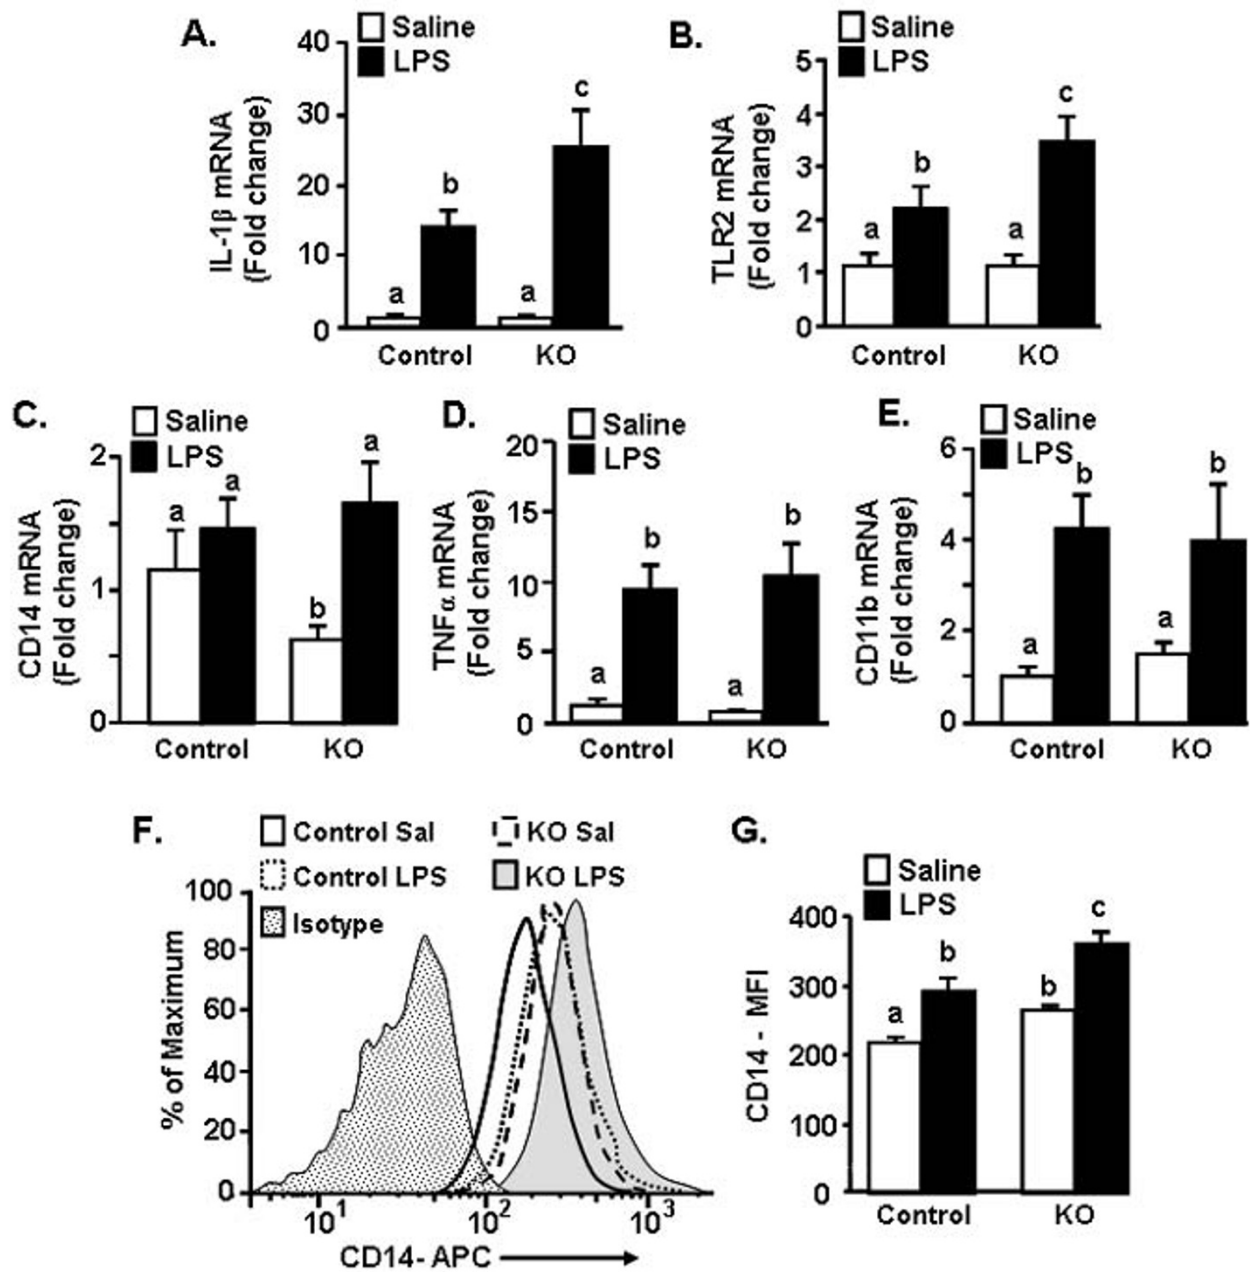 A.
Saline
LPS
IL-1β mRNA
(Fold change)
40
30
20
10
0
a
b
a
c
Control
KO
B.
Saline
LPS
TLR2 mRNA
(Fold change)
5
4
3
2
1
0
a
b
a
c
Control
KO
C.
Saline
LPS
CD14 mRNA
(Fold change)
2
1
0
a
a
b
a
Control
KO
D.
Saline
LPS
TNFα mRNA
(Fold change)
20
15
10
5
0
a
b
a
b
Control
KO
E.
Saline
LPS
CD11b mRNA
(Fold change)
6
4
2
0
a
b
a
b
Control
KO
F.
Control Sal
KO Sal
Control LPS
KO LPS
Isotype
% of Maximum
100
80
60
40
20
0
10¹
10²
10³
CD14- APC
G.
Saline
LPS
CD14 - MFI
400
300
200
100
0
a
b
b
c
Control
KO